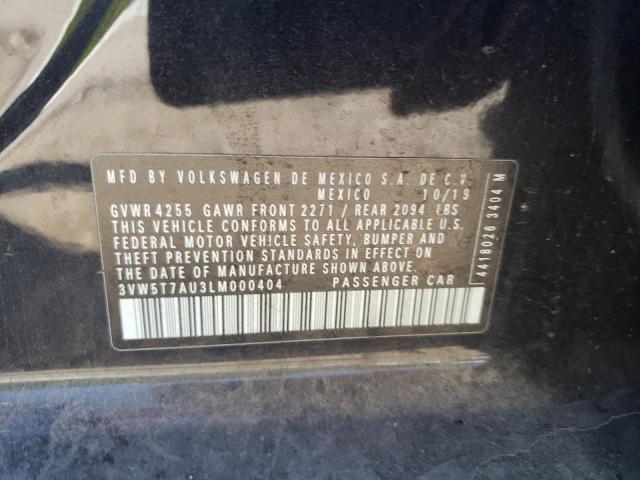 MFD BY VOLKSWAGEN DE MEXICO S.A. DE C.V.
MEXICO 10/19
GVWR 4255 GAWR FRONT 2271 / REAR 2094 LBS
THIS VEHICLE CONFORMS TO ALL APPLICABLE U.S.
FEDERAL MOTOR VEHICLE SAFETY, BUMPER AND
THEFT PREVENTION STANDARDS IN EFFECT ON
THE DATE OF MANUFACTURE SHOWN ABOVE.
3VW5T7AU3LM000404 PASSENGER CAR
4418026 3404 M